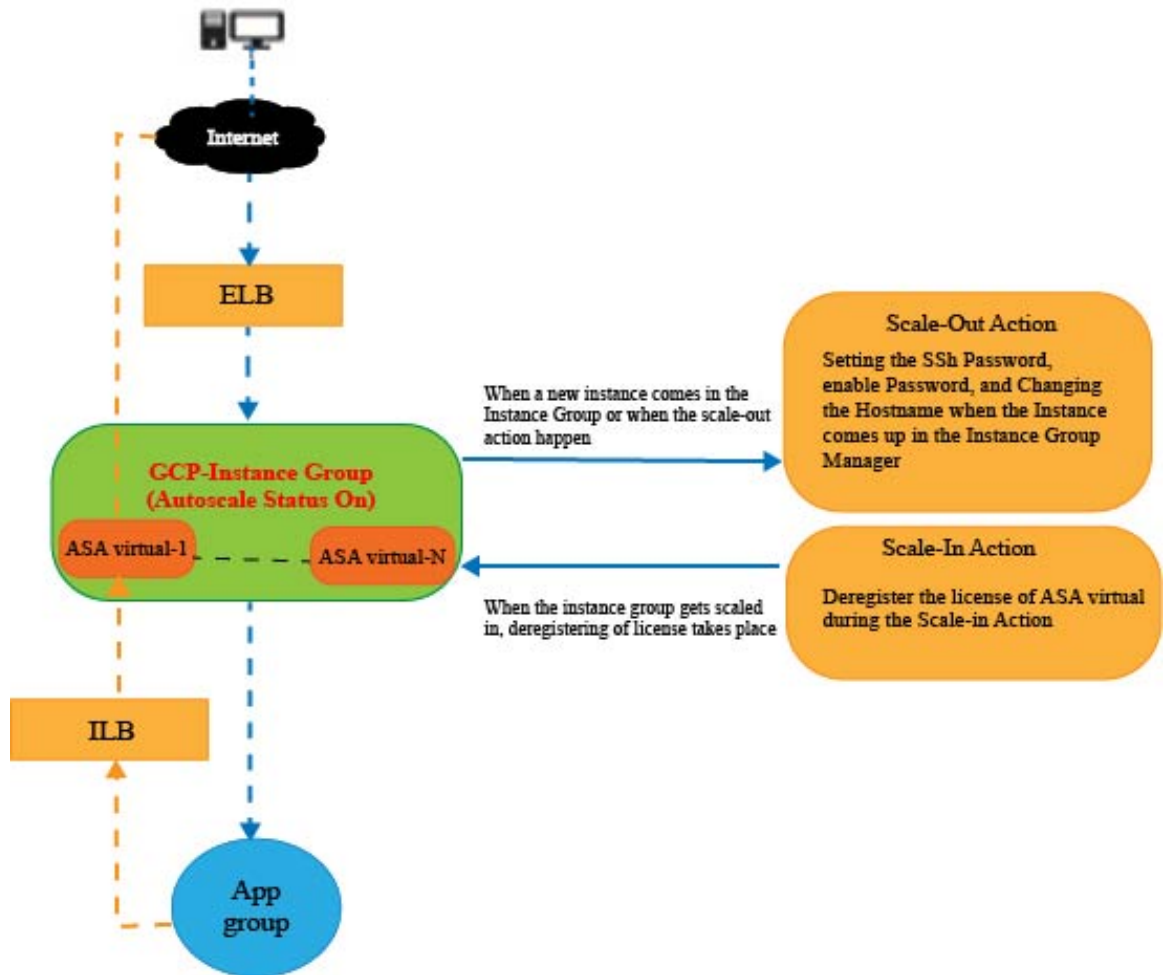 Internet
ELB
Scale-Out Action
Setting the SSh Password,
enable Password, and Changing
the Hostname when the Instance
comes up in the Instance Group
Manager
When a new instance comes in the
Instance Group or when the scale-out
action happen
GCP-Instance Group
(Autoscale Status On)
ASA virtual-1
ASA virtual-N
Scale-In Action
Deregister the license of ASA virtual
during the Scale-in Action
When the instance group gets scaled
in, deregistering of license takes place
ILB
App
group